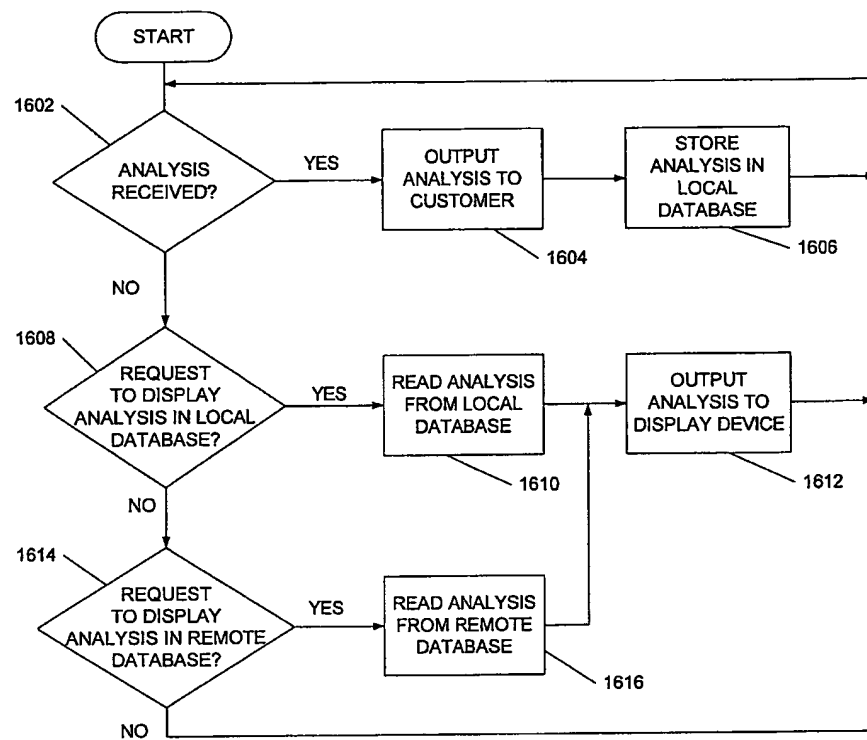 START
1602
ANALYSIS
RECEIVED?
YES
OUTPUT
ANALYSIS TO
CUSTOMER
1604
STORE
ANALYSIS IN
LOCAL
DATABASE
1606
NO
1608
REQUEST
TO DISPLAY
ANALYSIS IN LOCAL
DATABASE?
YES
READ ANALYSIS
FROM LOCAL
DATABASE
1610
OUTPUT
ANALYSIS TO
DISPLAY DEVICE
1612
NO
1614
REQUEST
TO DISPLAY
ANALYSIS IN REMOTE
DATABASE?
YES
READ ANALYSIS
FROM REMOTE
DATABASE
1616
NO